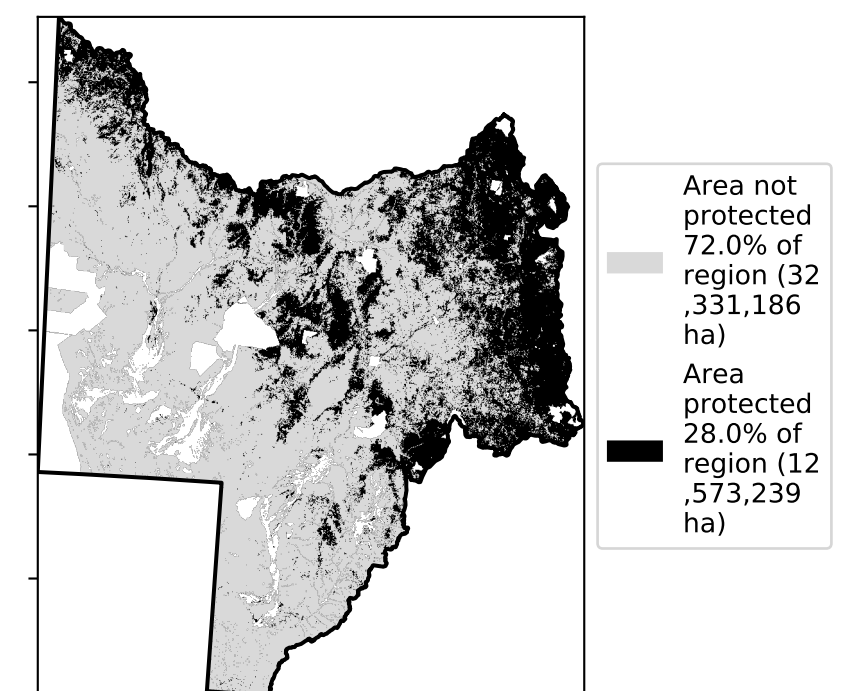 Area not
protected
72.0% of
region (32
,331,186
ha)
Area
protected
28.0% of
region (12
,573,239
ha)